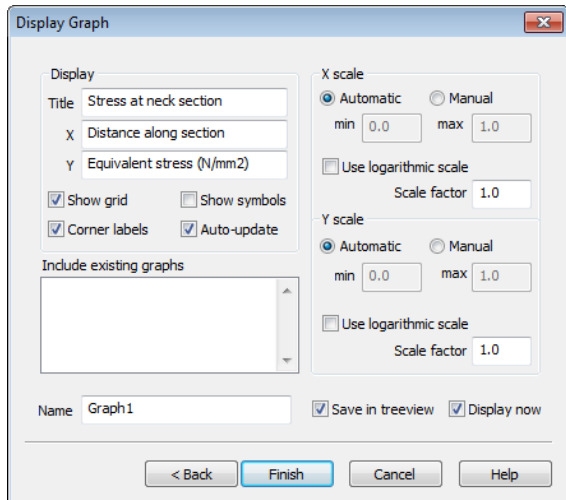 Display Graph
Display
Title Stress at neck section
X Distance along section
Y Equivalent stress (N/mm2)
Show grid Show symbols
Corner labels Auto-update
Include existing graphs
X scale
Automatic Manual
min 0.0 max 1.0
Use logarithmic scale
Scale factor 1.0
Y scale
Automatic Manual
min 0.0 max 1.0
Use logarithmic scale
Scale factor 1.0
Name Graph1 Save in treeview Display now
< Back Finish Cancel Help